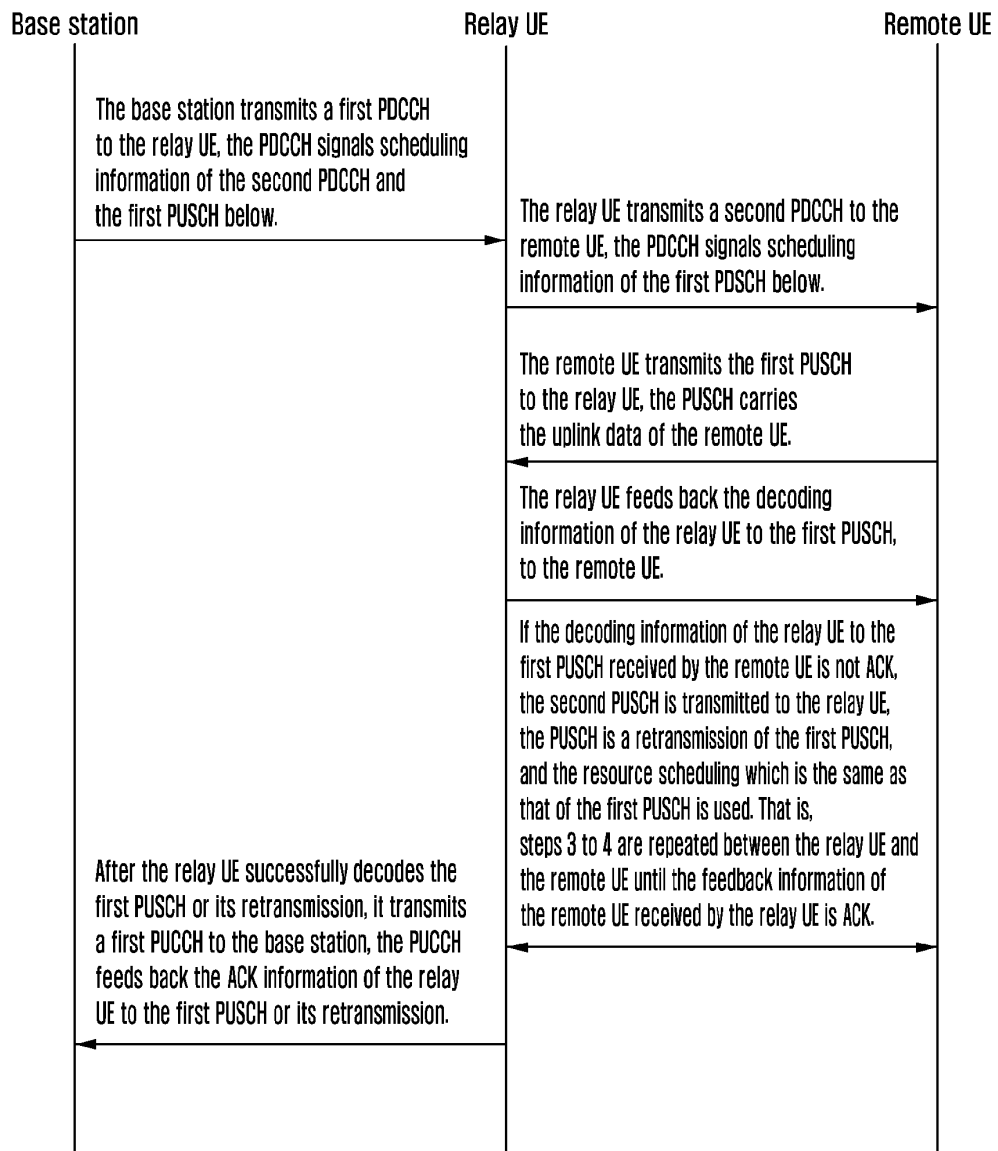 Base station
Relay UE
Remote UE
The base station transmits a first PDCCH
to the relay UE, the PDCCH signals scheduling
information of the second PDCCH and
the first PUSCH below.
The relay UE transmits a second PDCCH to the
remote UE, the PDCCH signals scheduling
information of the first PDSCH below.
The remote UE transmits the first PUSCH
to the relay UE, the PUSCH carries
the uplink data of the remote UE.
The relay UE feeds back the decoding
information of the relay UE to the first PUSCH,
to the remote UE.
If the decoding information of the relay UE to the
first PUSCH received by the remote UE is not ACK,
the second PUSCH is transmitted to the relay UE,
the PUSCH is a retransmission of the first PUSCH,
and the resource scheduling which is the same as
that of the first PUSCH is used. That is,
steps 3 to 4 are repeated between the relay UE and
the remote UE until the feedback information of
the remote UE received by the relay UE is ACK.
After the relay UE successfully decodes the
first PUSCH or its retransmission, it transmits
a first PUCCH to the base station, the PUCCH
feeds back the ACK information of the relay
UE to the first PUSCH or its retransmission.